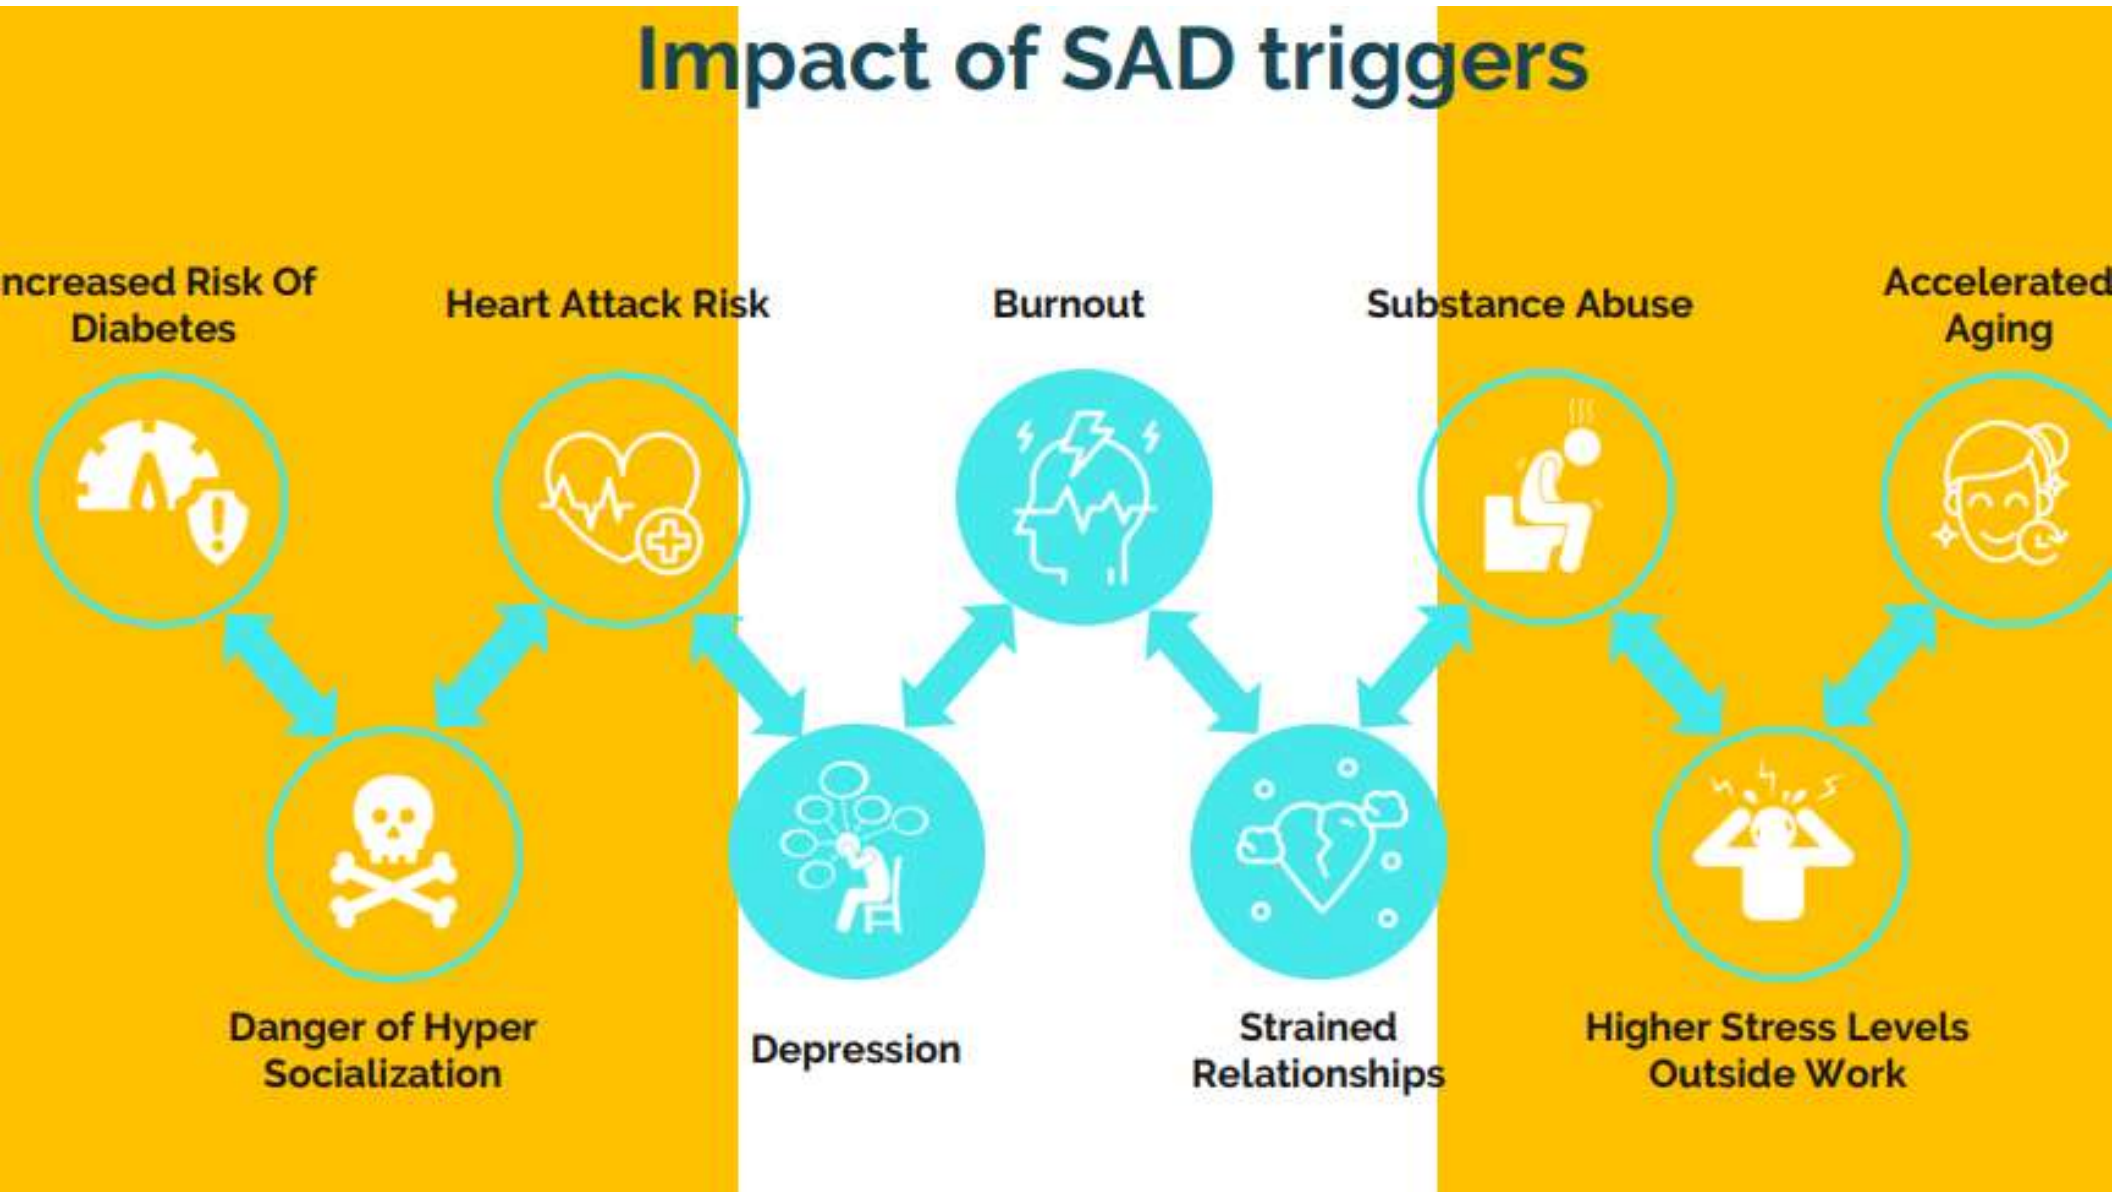 Impact of SAD triggers
ncreased Risk Of
Diabetes
Heart Attack Risk
Burnout
Substance Abuse
Accelerated
Aging
Danger of Hyper
Socialization
Depression
Strained
Relationships
Higher Stress Levels
Outside Work